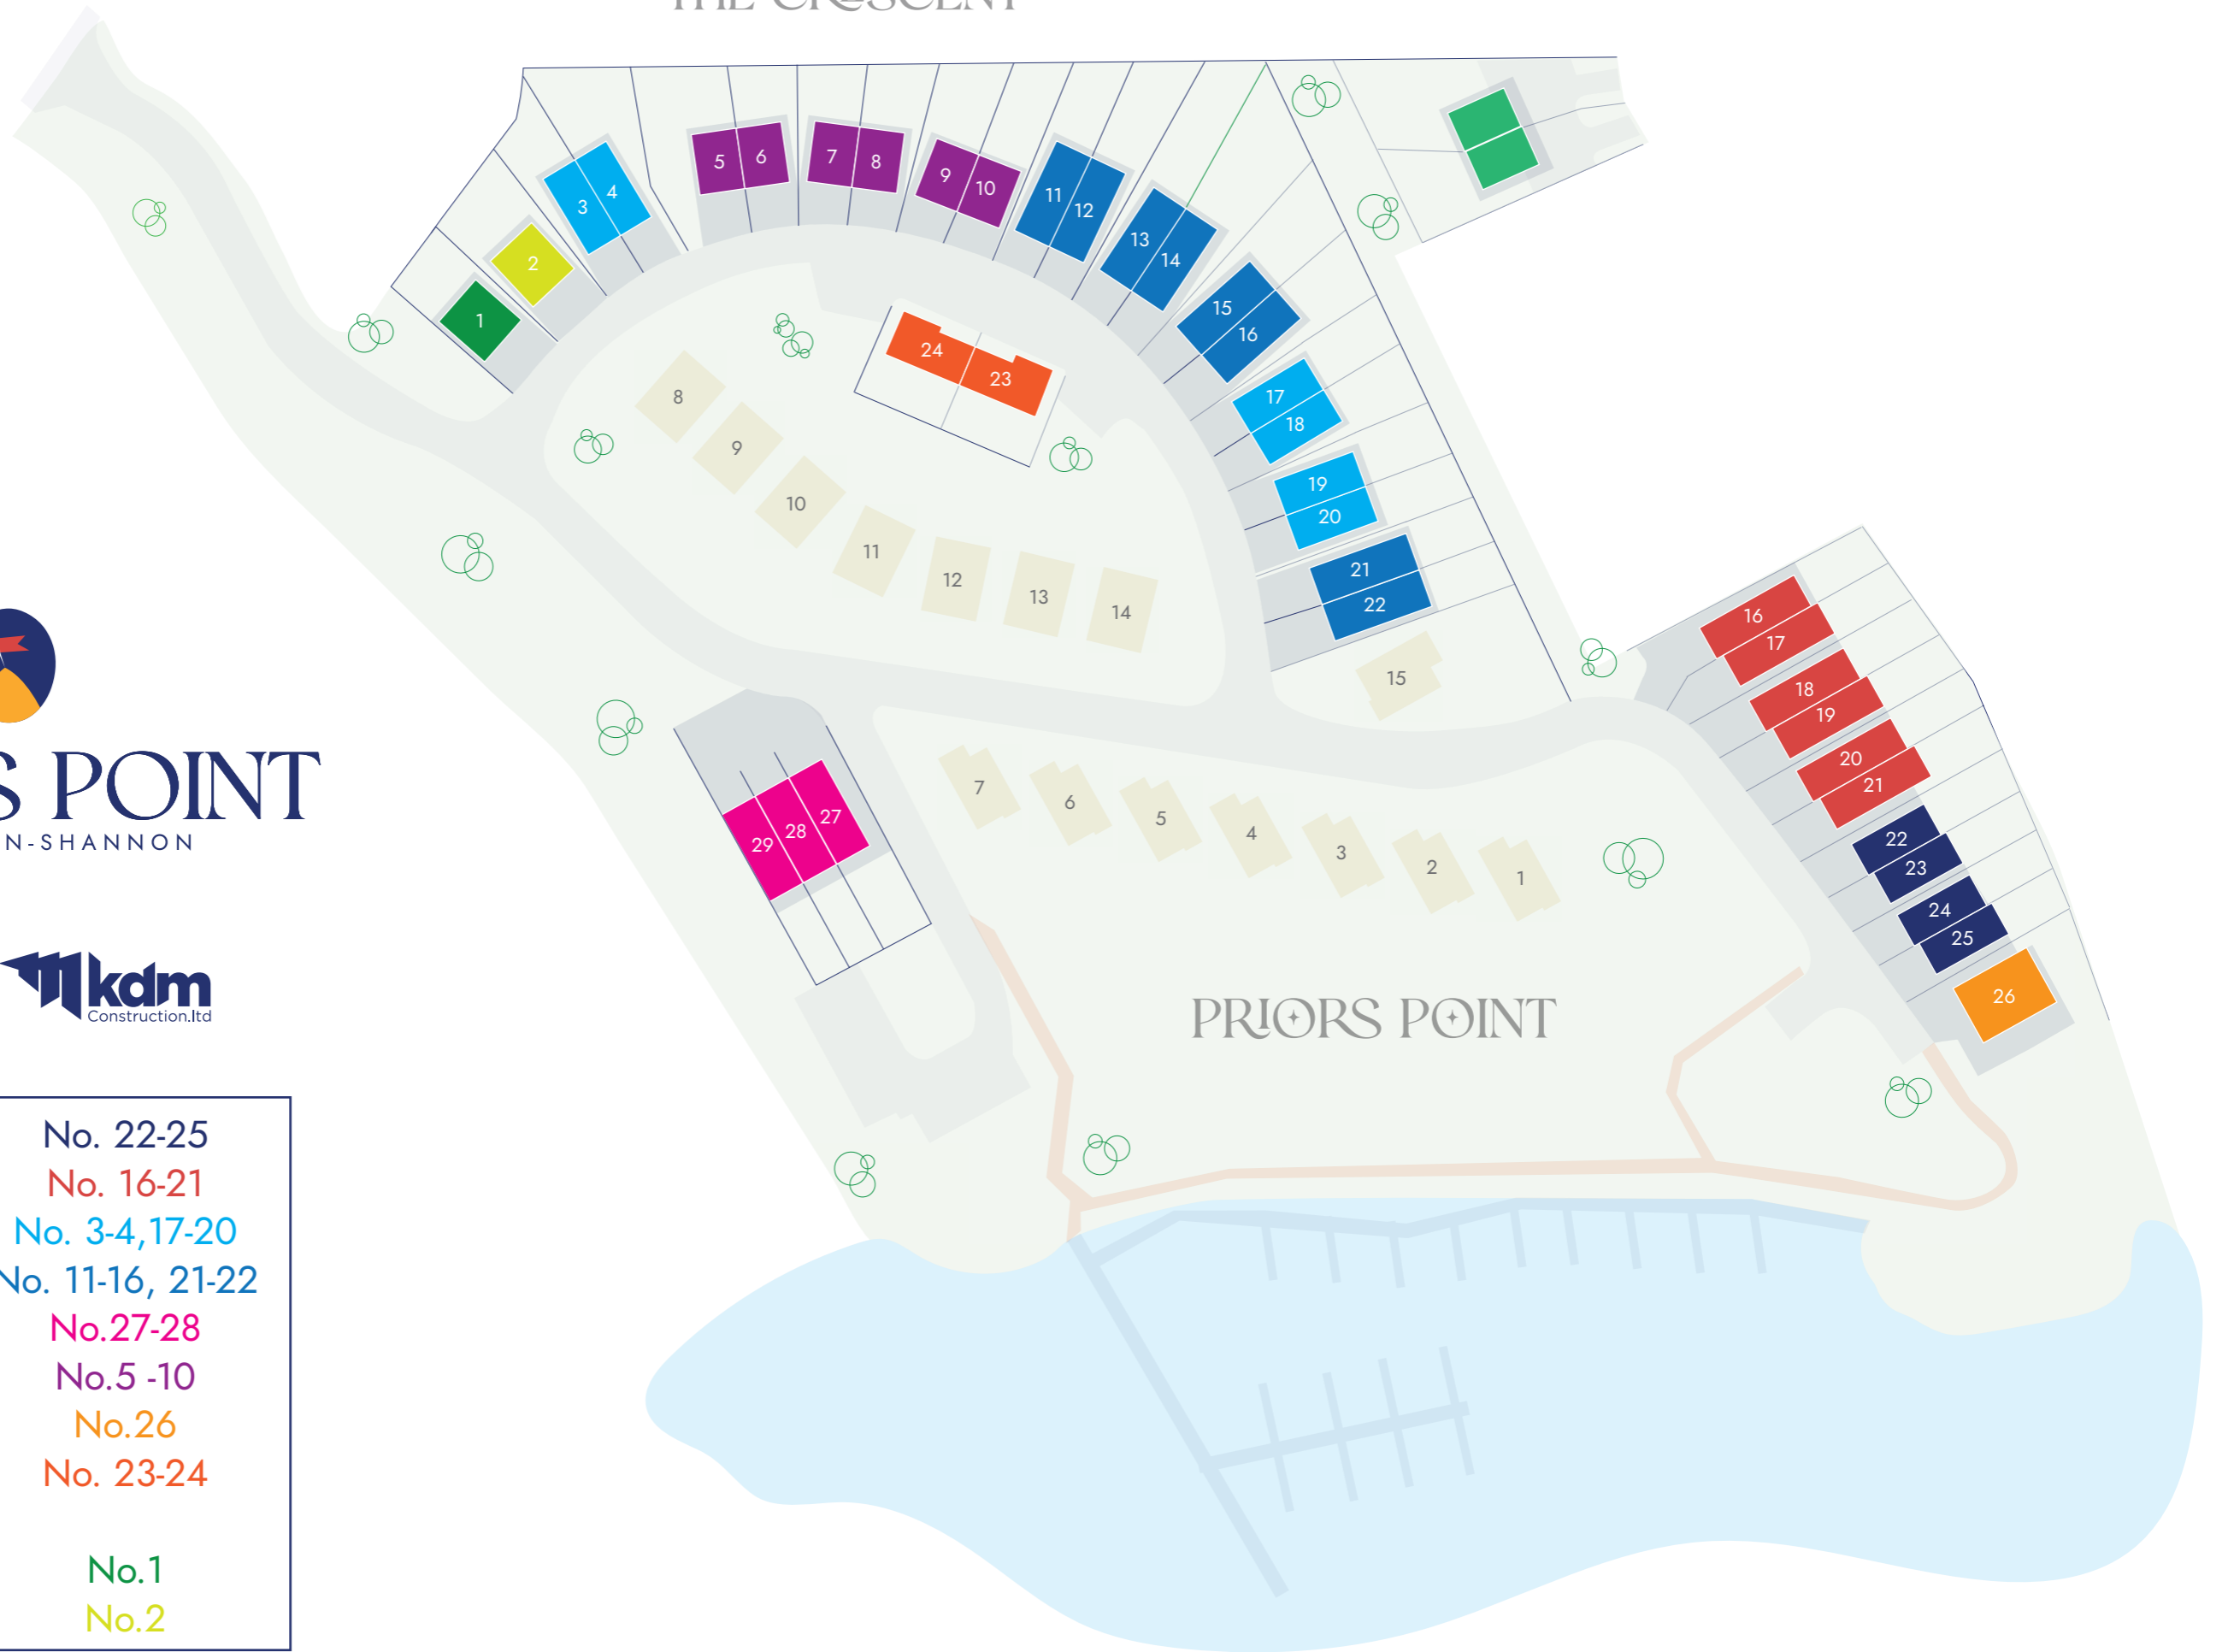 THE CRESCENT
5 6 7 8 9 10
3 4 11 12
2 13 14
1 15 16
24 23
17 18
8 9 10 11 12 13 14
19 20
21 22
15
16
17
18
19
20
21
22
23
24
25
26
7 6 5 4 3 2 1
29 28 27
S POINT
N-SHANNON
kdm
Construction.ltd
PRIORS POINT
No. 22-25
No. 16-21
No. 3-4,17-20
No. 11-16, 21-22
No.27-28
No.5 -10
No.26
No. 23-24
No.1
No.2